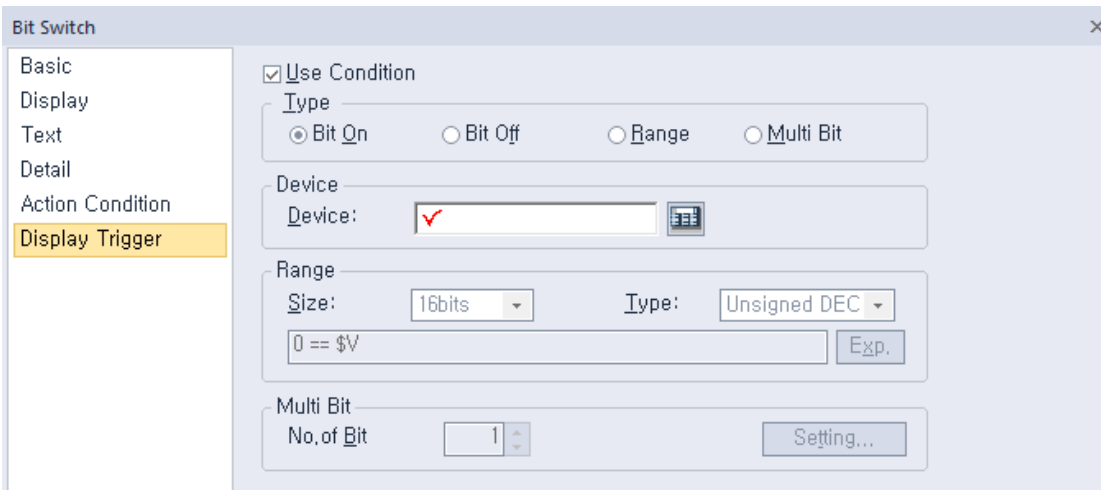 Bit Switch
Basic
Display
Text
Detail
Action Condition
Display Trigger
Use Condition
Type
Bit On Bit Off Range Multi Bit
Device
Device:
Range
Size: 16bits Type: Unsigned DEC
0 == $V Exp.
Multi Bit
No.of Bit 1 Setting...